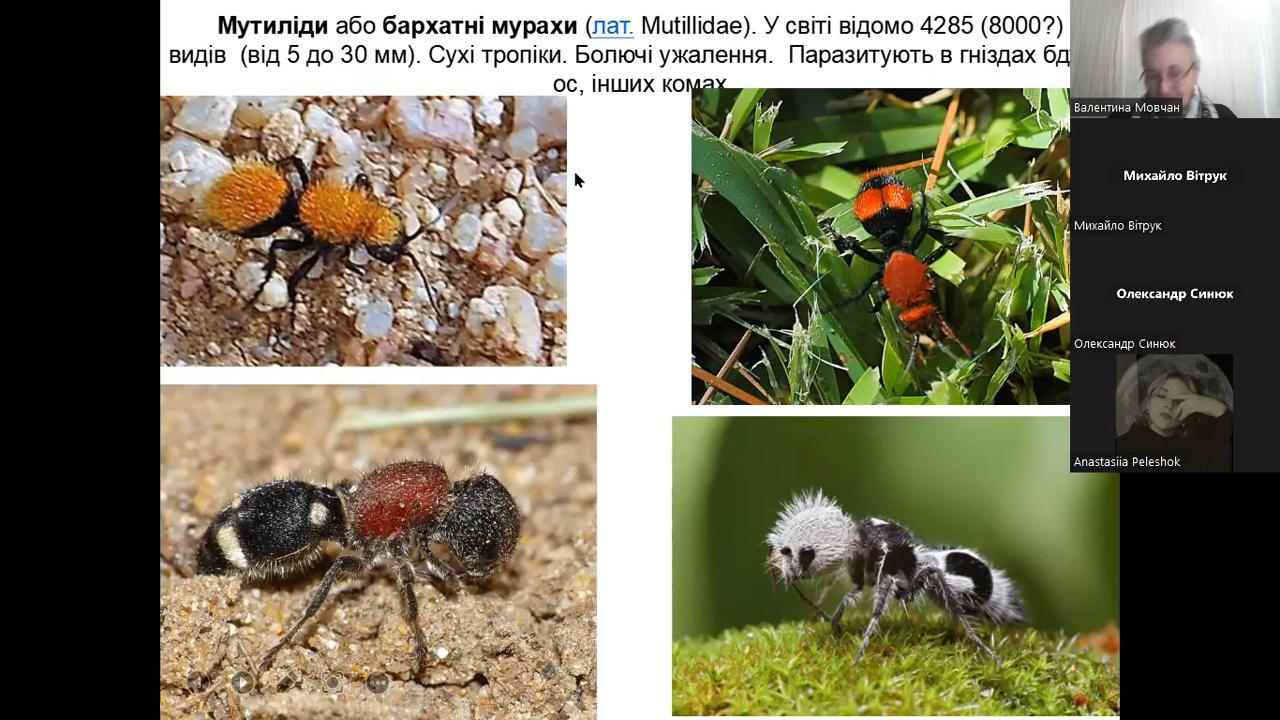 Мутиліди або бархатні мурахи (лат. Mutillidae). У світі відомо 4285 (8000?)
видів (від 5 до 30 мм). Сухі тропіки. Болючі ужалення. Паразитують в гніздах
ос, інших комах
Валентина Мовчан
Михайло Вітрук
Михайло Вітрук
Олександр Синюк
Олександр Синюк
Anastasiia Peleshok